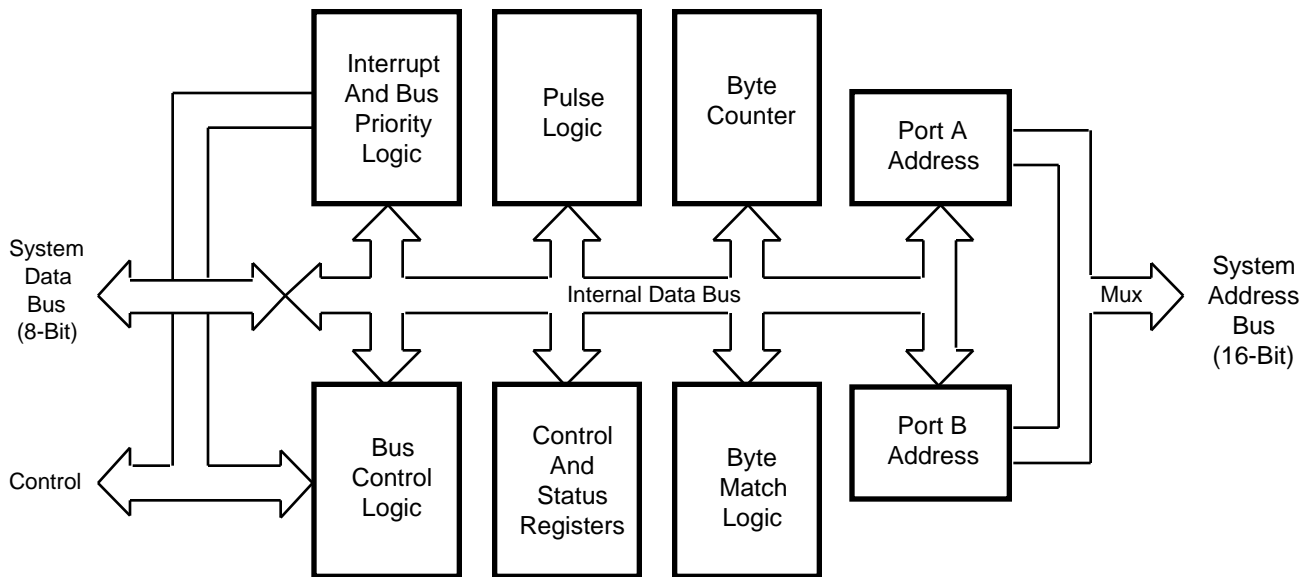 Interrupt
And Bus
Priority
Logic
Pulse
Logic
Byte
Counter
Port A
Address
System
Data
Bus
(8-Bit)
Internal Data Bus
Mux
System
Address
Bus
(16-Bit)
Control
Bus
Control
Logic
Control
And
Status
Registers
Byte
Match
Logic
Port B
Address